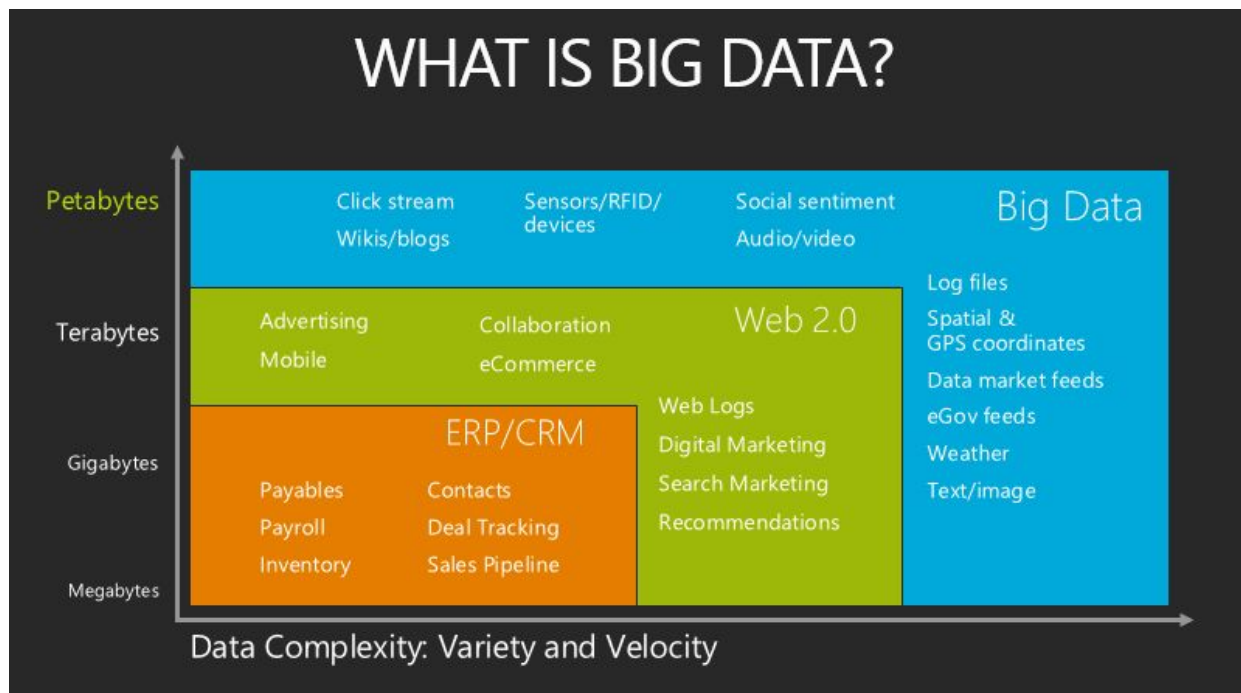 WHAT IS BIG DATA?
Petabytes
Terabytes
Gigabytes
Megabytes
Click stream
Wikis/blogs
Sensors/RFID/
devices
Social sentiment
Audio/video
Big Data
Log files
Spatial &
GPS coordinates
Data market feeds
eGov feeds
Weather
Text/image
Advertising
Mobile
Collaboration
eCommerce
Web 2.0
Web Logs
Digital Marketing
Search Marketing
Recommendations
ERP/CRM
Payables
Payroll
Inventory
Contacts
Deal Tracking
Sales Pipeline
Data Complexity: Variety and Velocity